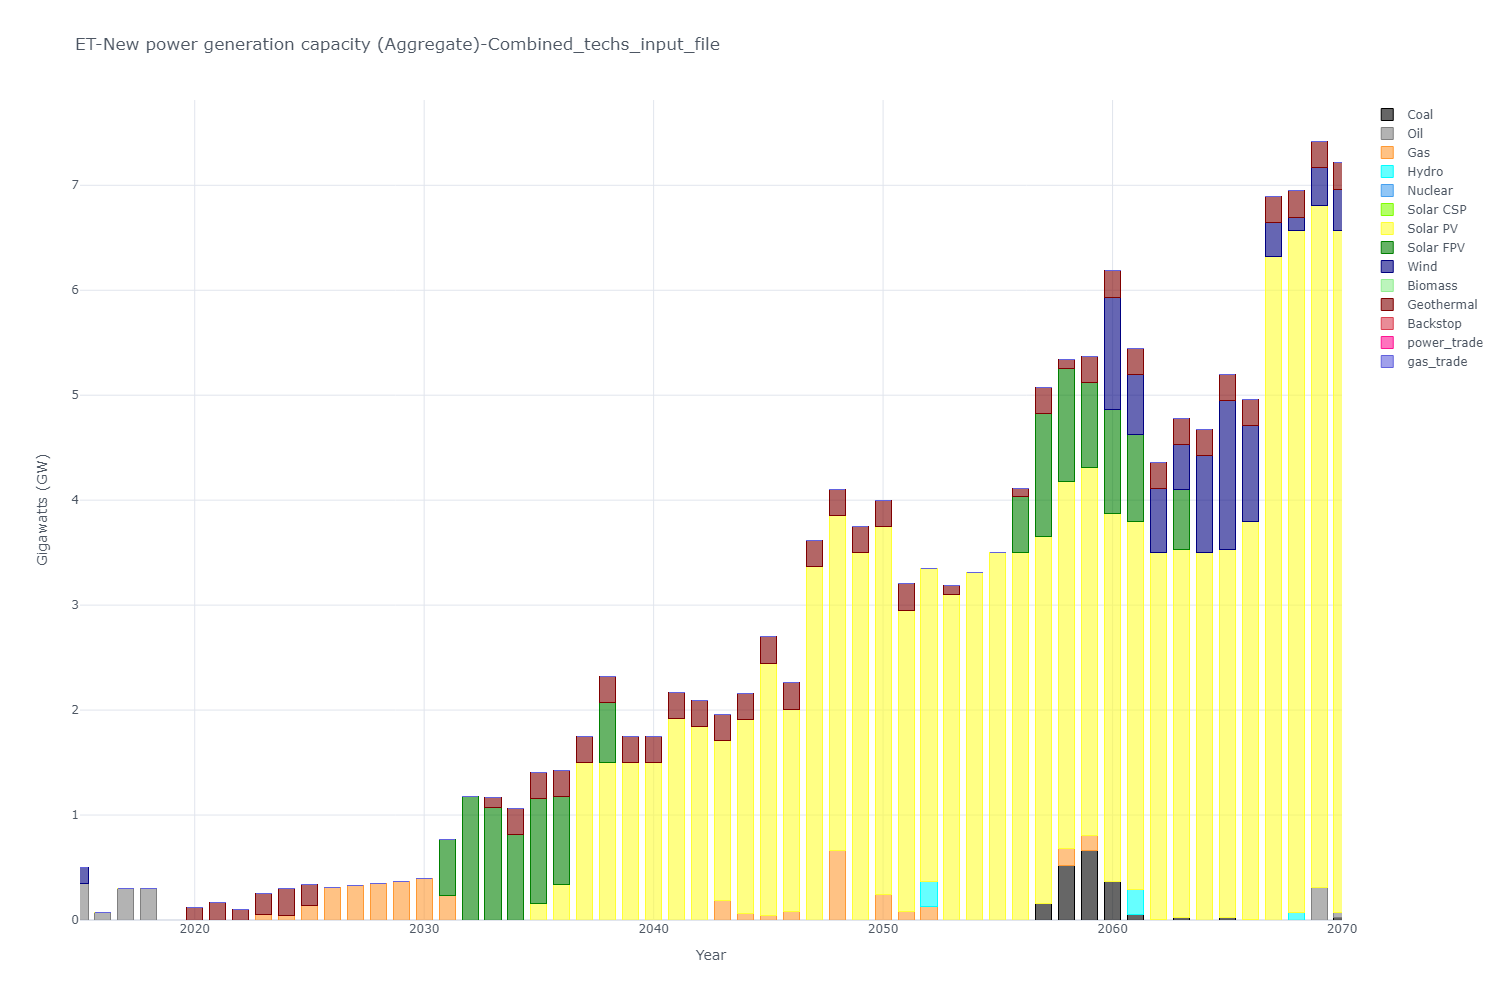 ET-New power generation capacity (Aggregate)-Combined_techs_input_file
Coal
Oil
Gas
Hydro
Nuclear
Solar CSP
Solar PV
Solar FPV
Wind
Biomass
Geothermal
Backstop
power_trade
gas_trade
Gigawatts (GW)
7
6
5
4
3
2
1
0
2020
2030
2040
2050
2060
2070
Year